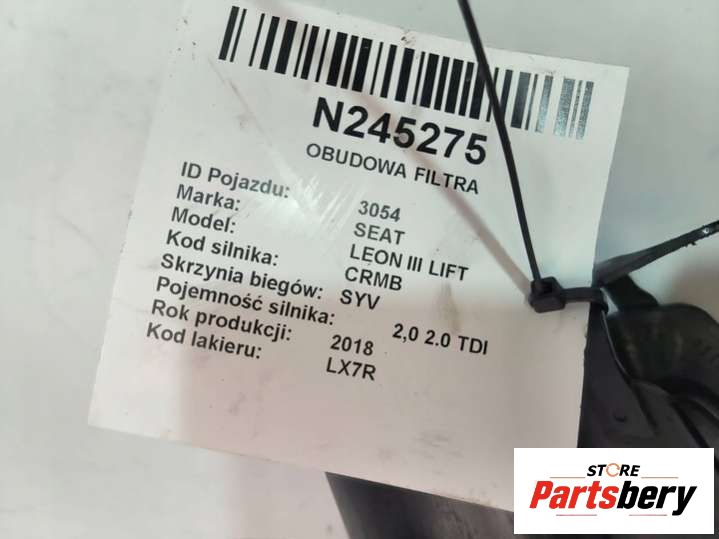 N245275
OBUDOWA FILTRA
ID Pojazdu: 3054
Marka: SEAT
Model: LEON III LIFT
Kod silnika: CRMB
Skrzynia biegów: SYV
Pojemność silnika: 2,0 2.0 TDI
Rok produkcji: 2018
Kod lakieru: LX7R
STORE
Partsbery